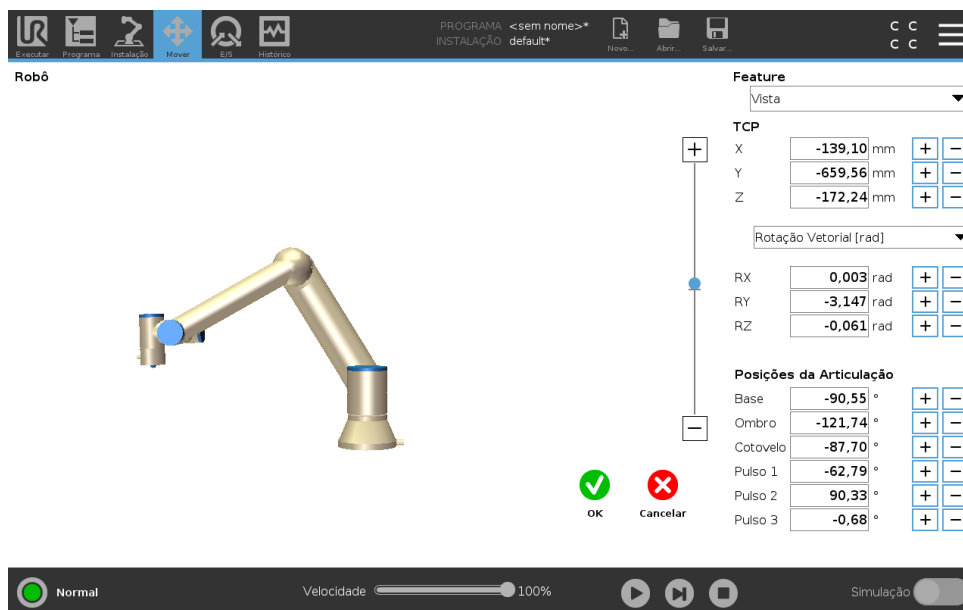 PROGRAMA <sem nome>*
INSTALAÇÃO default*
C C
C C
Executar Programa Instalação Mover E/S Histórico Novo... Abrir... Salvar...
Robô
Feature
Vista
TCP
X -139,10 mm + −
Y -659,56 mm + −
Z -172,24 mm + −
Rotação Vetorial [rad]
RX 0,003 rad + −
RY -3,147 rad + −
RZ -0,061 rad + −
Posições da Articulação
Base -90,55 ° + −
Ombro -121,74 ° + −
Cotovelo -87,70 ° + −
Pulso 1 -62,79 ° + −
Pulso 2 90,33 ° + −
Pulso 3 -0,68 ° + −
+
−
OK Cancelar
Normal Velocidade 100% Simulação